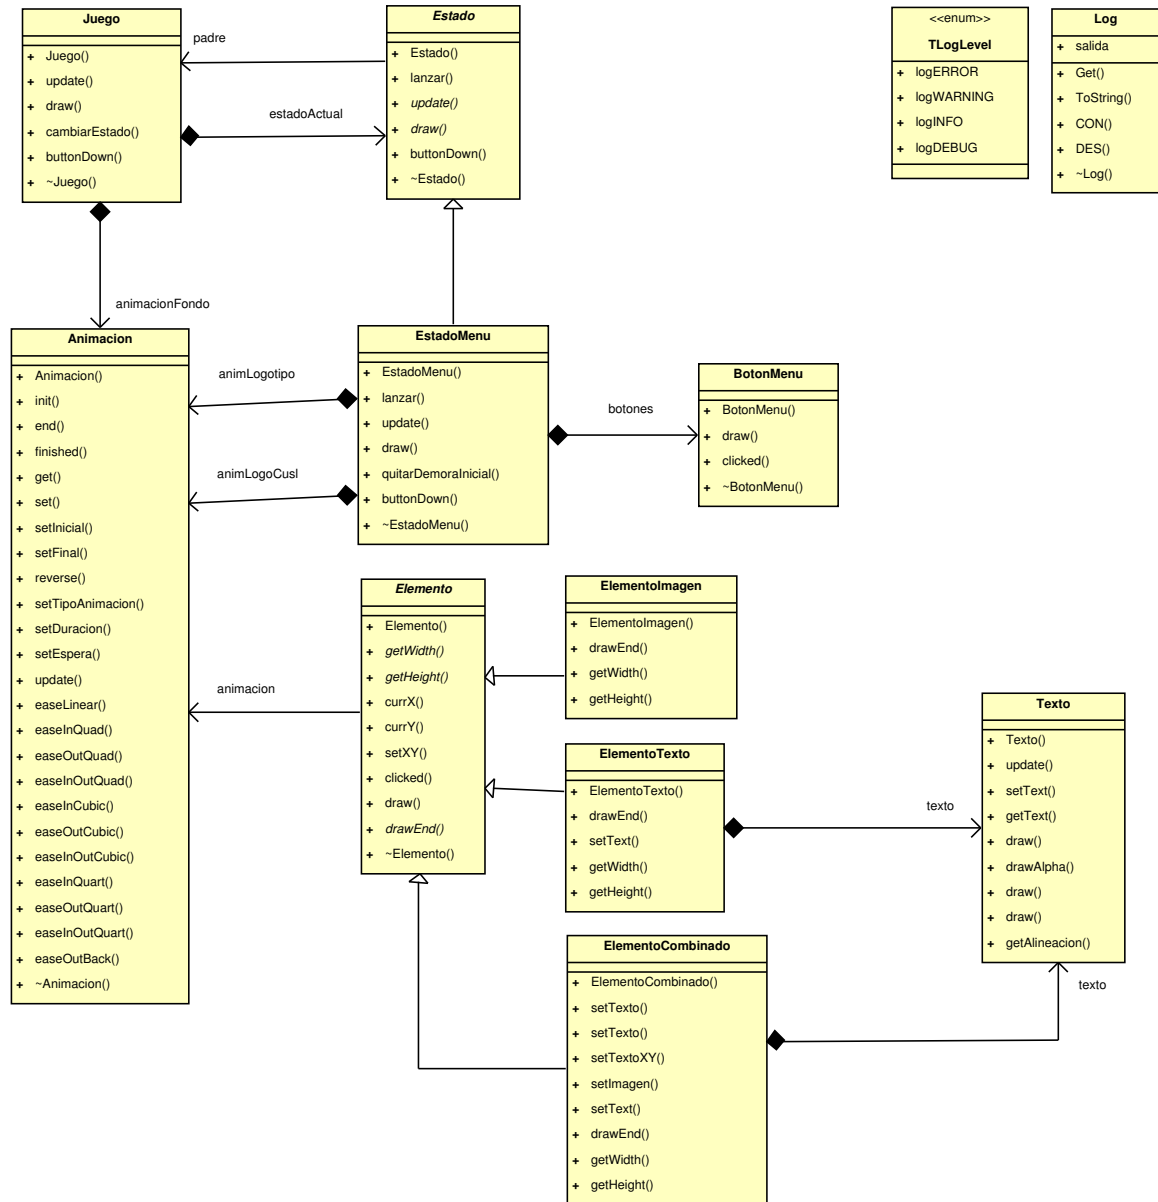 Juego
+ Juego()
+ update()
+ draw()
+ cambiarEstado()
+ buttonDown()
+ ~Juego()
padre
estadoActual
Estado
+ Estado()
+ lanzar()
+ update()
+ draw()
+ buttonDown()
+ ~Estado()
<<enum>>
TLogLevel
+ logERROR
+ logWARNING
+ logINFO
+ logDEBUG
Log
+ salida
+ Get()
+ ToString()
+ CON()
+ DES()
+ ~Log()
animacionFondo
Animacion
+ Animacion()
+ init()
+ end()
+ finished()
+ get()
+ set()
+ setInicial()
+ setFinal()
+ reverse()
+ setTipoAnimacion()
+ setDuracion()
+ setEspera()
+ update()
+ easeLinear()
+ easeInQuad()
+ easeOutQuad()
+ easeInOutQuad()
+ easeInCubic()
+ easeOutCubic()
+ easeInOutCubic()
+ easeInQuart()
+ easeOutQuart()
+ easeInOutQuart()
+ easeOutBack()
+ ~Animacion()
animLogotipo
animLogoCusl
EstadoMenu
+ EstadoMenu()
+ lanzar()
+ update()
+ draw()
+ quitarDemoraInicial()
+ buttonDown()
+ ~EstadoMenu()
botones
BotonMenu
+ BotonMenu()
+ draw()
+ clicked()
+ ~BotonMenu()
animacion
Elemento
+ Elemento()
+ getWidth()
+ getHeight()
+ currX()
+ currY()
+ setXY()
+ clicked()
+ draw()
+ drawEnd()
+ ~Elemento()
ElementoImagen
+ ElementoImagen()
+ drawEnd()
+ getWidth()
+ getHeight()
ElementoTexto
+ ElementoTexto()
+ drawEnd()
+ setText()
+ getWidth()
+ getHeight()
texto
Texto
+ Texto()
+ update()
+ setText()
+ getText()
+ draw()
+ drawAlpha()
+ draw()
+ draw()
+ getAlineacion()
texto
ElementoCombinado
+ ElementoCombinado()
+ setTexto()
+ setTexto()
+ setTextoXY()
+ setImagen()
+ setText()
+ drawEnd()
+ getWidth()
+ getHeight()